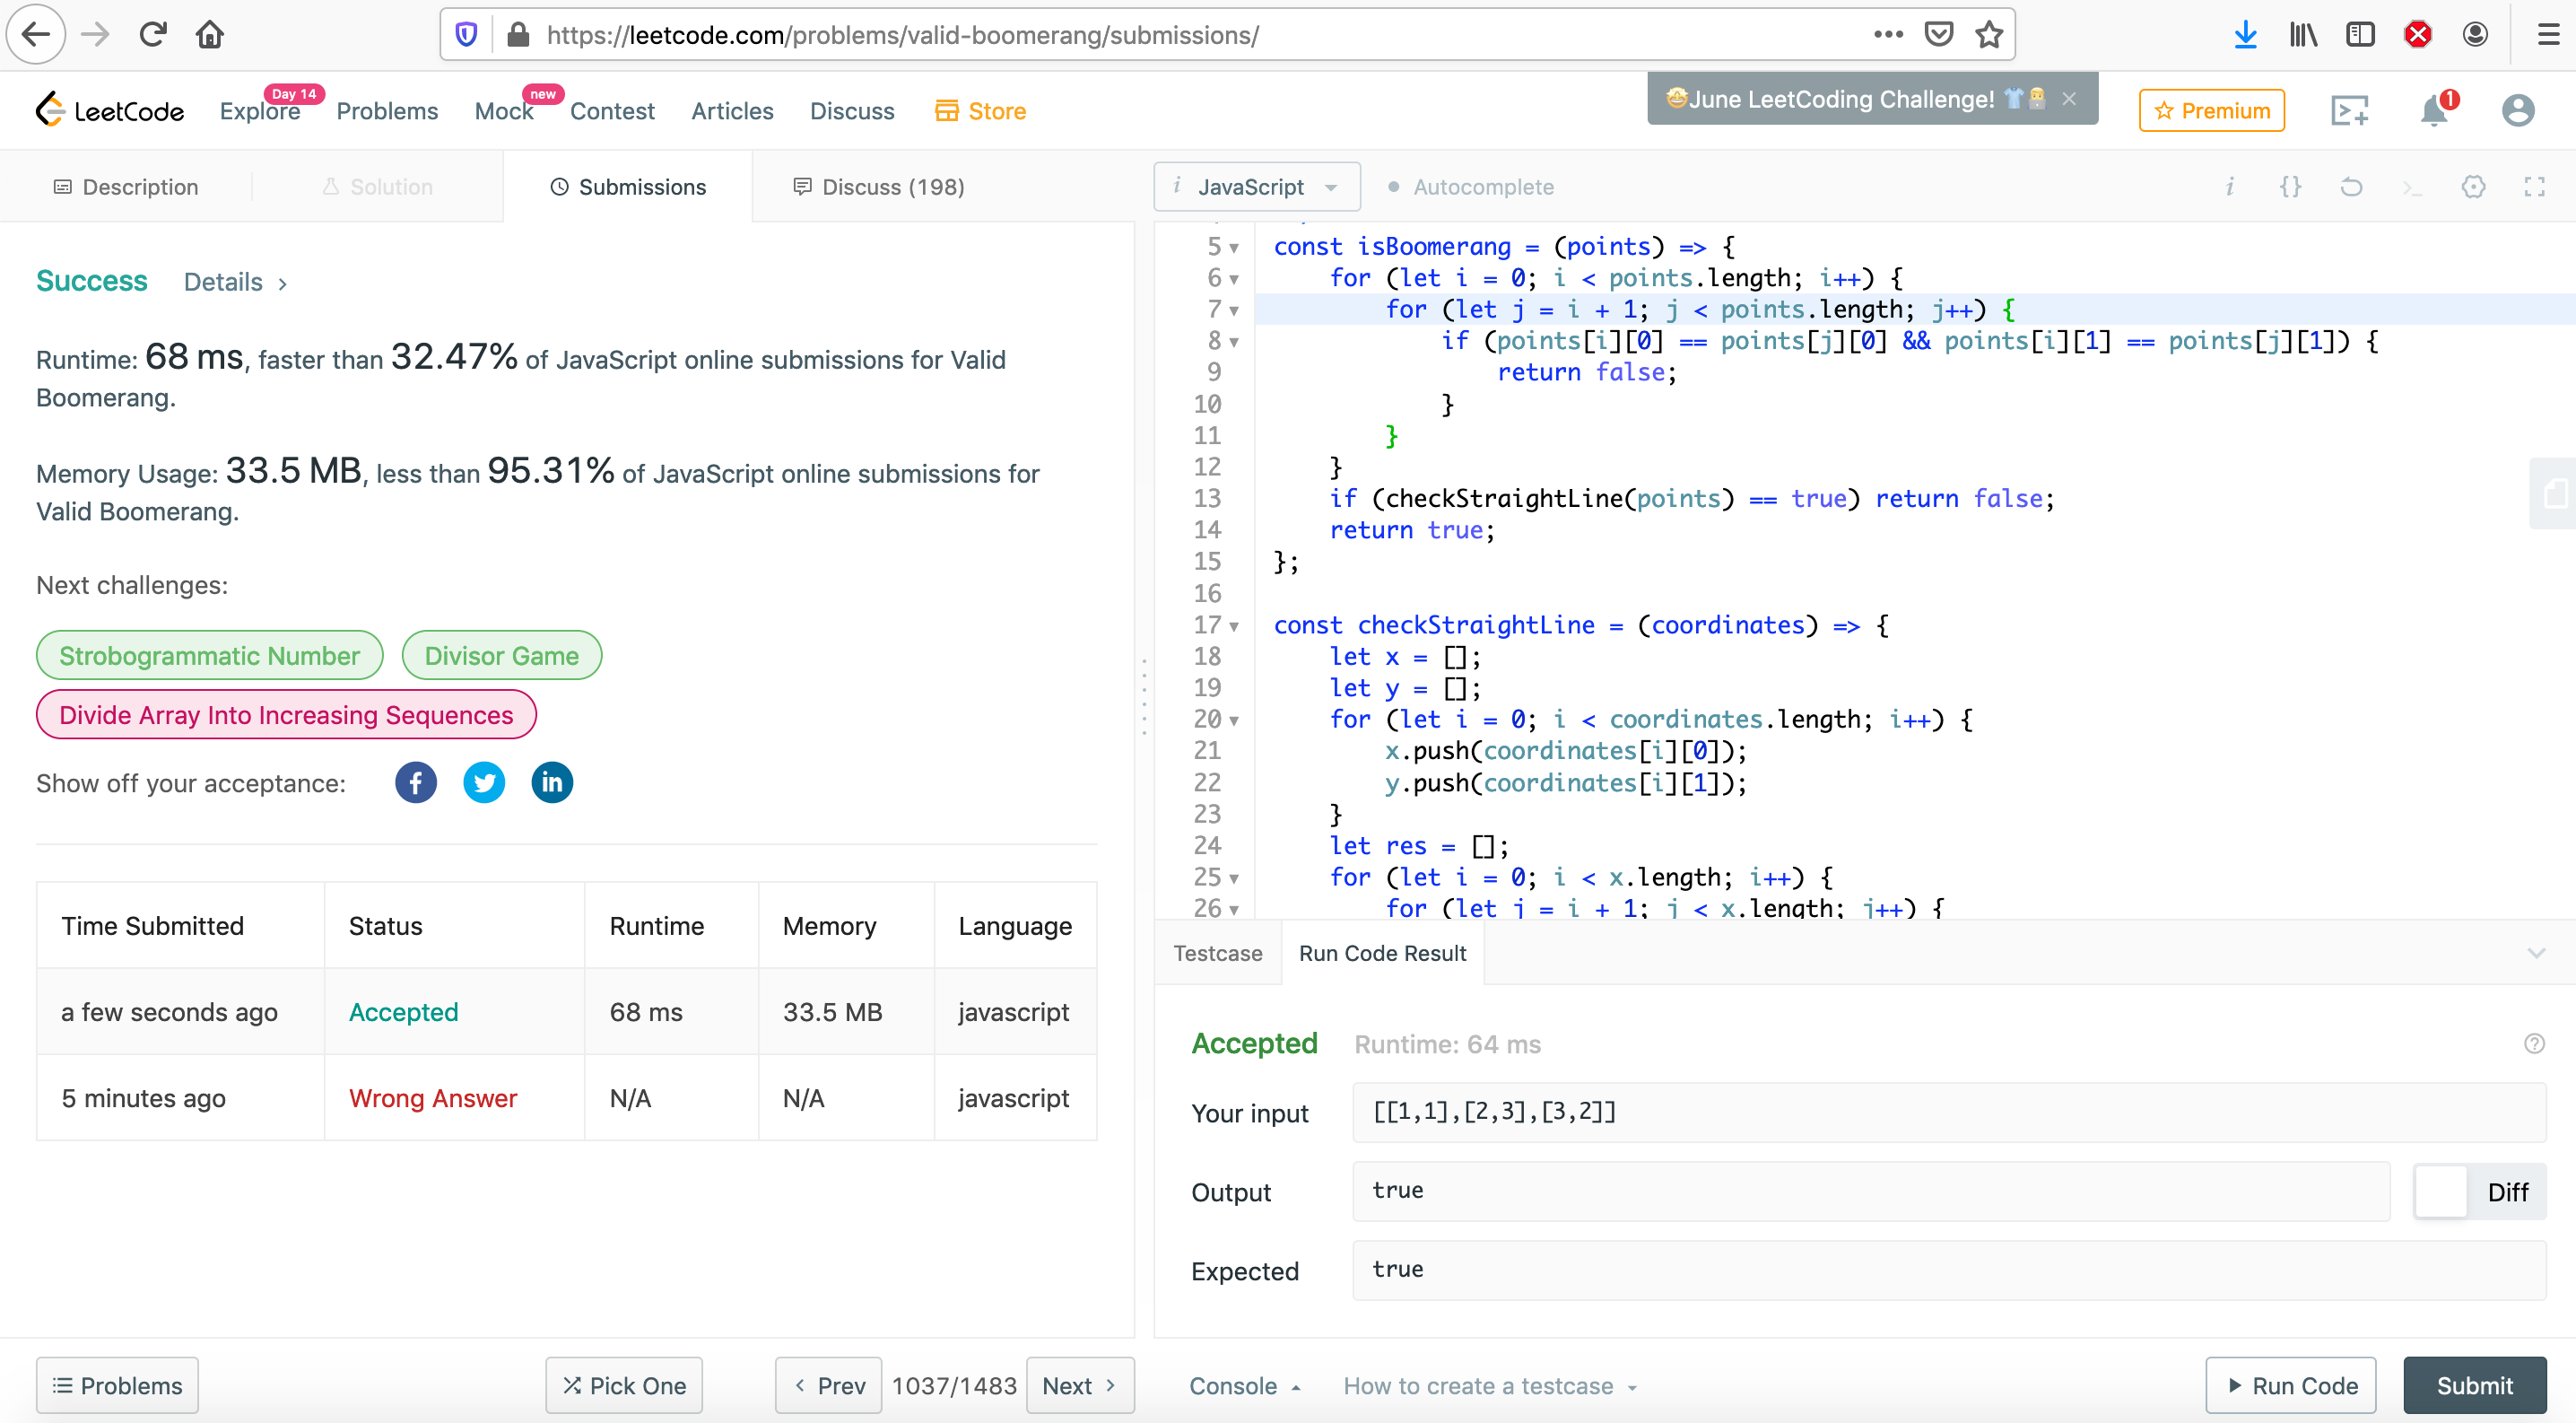 https://leetcode.com/problems/valid-boomerang/submissions/
LeetCode
Explore
Day 14
Problems
Mock
new
Contest
Articles
Discuss
Store
🤩June LeetCoding Challenge! 👕👨‍💻 ×
Premium
1
Description
Solution
Submissions
Discuss (198)
i JavaScript
Autocomplete
Success Details >
Runtime: 68 ms, faster than 32.47% of JavaScript online submissions for Valid
Boomerang.
Memory Usage: 33.5 MB, less than 95.31% of JavaScript online submissions for
Valid Boomerang.
Next challenges:
Strobogrammatic Number
Divisor Game
Divide Array Into Increasing Sequences
Show off your acceptance:
Time Submitted Status Runtime Memory Language
a few seconds ago Accepted 68 ms 33.5 MB javascript
5 minutes ago Wrong Answer N/A N/A javascript
5 const isBoomerang = (points) => {
6     for (let i = 0; i < points.length; i++) {
7         for (let j = i + 1; j < points.length; j++) {
8             if (points[i][0] == points[j][0] && points[i][1] == points[j][1]) {
9                 return false;
10             }
11         }
12     }
13     if (checkStraightLine(points) == true) return false;
14     return true;
15 };
16
17 const checkStraightLine = (coordinates) => {
18     let x = [];
19     let y = [];
20     for (let i = 0; i < coordinates.length; i++) {
21         x.push(coordinates[i][0]);
22         y.push(coordinates[i][1]);
23     }
24     let res = [];
25     for (let i = 0; i < x.length; i++) {
26         for (let j = i + 1; j < x.length; j++) {
Testcase
Run Code Result
Accepted Runtime: 64 ms
Your input [[1,1],[2,3],[3,2]]
Output true
Diff
Expected true
Problems
Pick One
< Prev
1037/1483
Next >
Console
How to create a testcase
Run Code
Submit